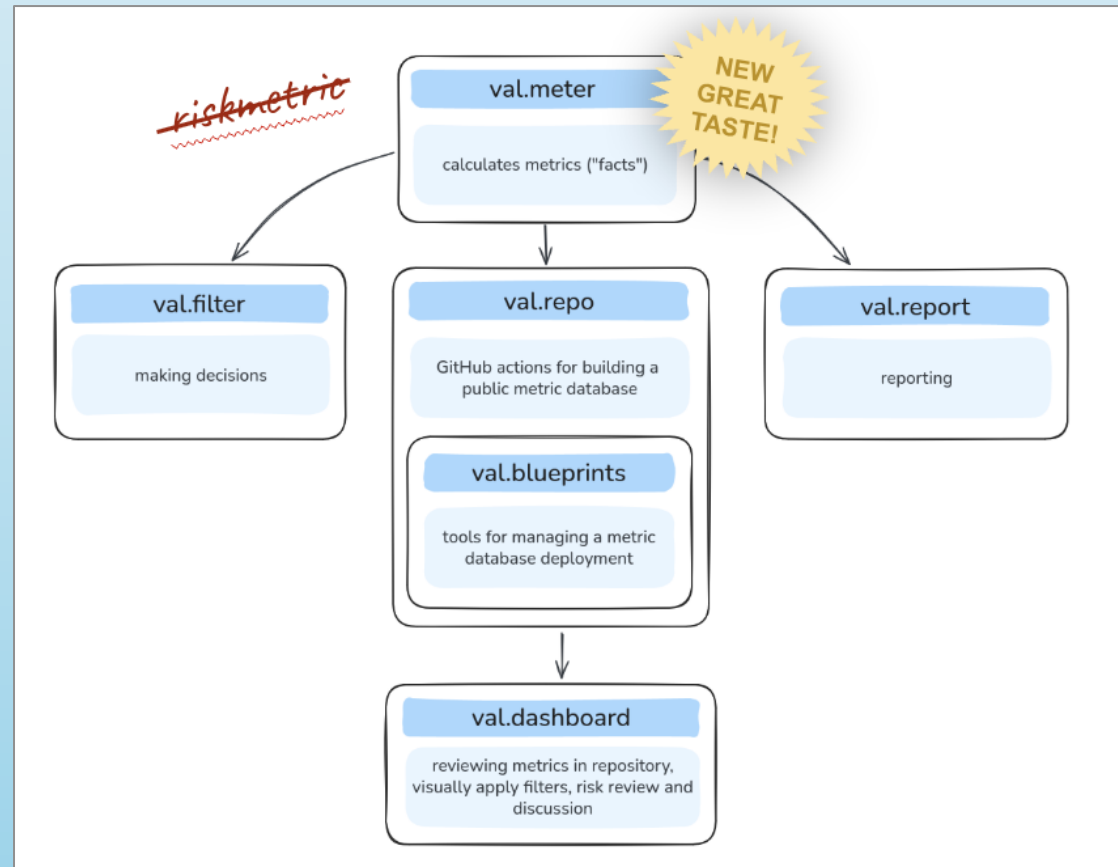 riskmetric
val.meter
NEW
GREAT
TASTE!
calculates metrics ("facts")
val.filter
making decisions
val.repo
GitHub actions for building a
public metric database
val.blueprints
tools for managing a metric
database deployment
val.report
reporting
val.dashboard
reviewing metrics in repository,
visually apply filters, risk review and
discussion